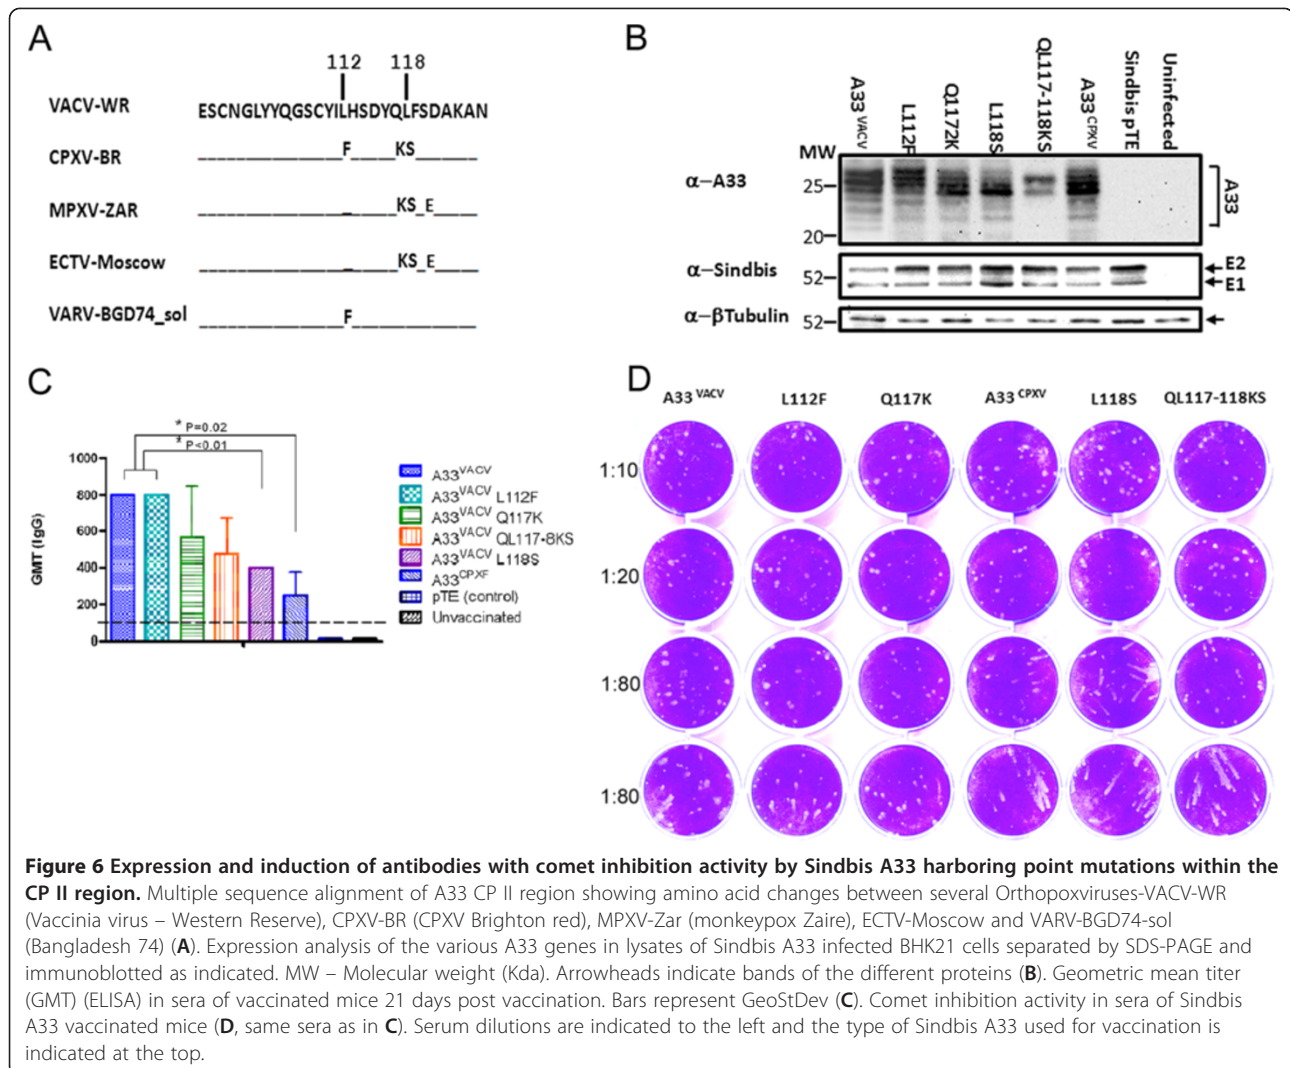 A
112 118
VACV-WR ESCNGLYYQGSCYILHSDYQLFSDAKAN
CPXV-BR _______________F____KS_________
MPXV-ZAR _______________ _____KS_E_____
ECTV-Moscow _______________ _____KS_E_____
VARV-BGD74_sol _______________F_____________
B
A33 VACV
L112F
Q1172K
L118S
QL117-118KS
A33 CPXV
Sindbis pTE
Uninfected
MW
α–A33 25 A33
20
α–Sindbis 52 E2
E1
α–βTubulin 52
C
* P=0.02
* P<0.01
GMT (IgG)
1000
800
600
400
200
0
A33VACV
A33VACV L112F
A33VACV Q117K
A33VACV QL117-8KS
A33VACV L118S
A33CPXF
pTE (control)
Unvaccinated
D
A33 VACV L112F Q117K A33 CPXV L118S QL117-118KS
1:10
1:20
1:80
1:80
Figure 6 Expression and induction of antibodies with comet inhibition activity by Sindbis A33 harboring point mutations within the
CP II region. Multiple sequence alignment of A33 CP II region showing amino acid changes between several Orthopoxviruses-VACV-WR
(Vaccinia virus – Western Reserve), CPXV-BR (CPXV Brighton red), MPXV-Zar (monkeypox Zaire), ECTV-Moscow and VARV-BGD74-sol
(Bangladesh 74) (A). Expression analysis of the various A33 genes in lysates of Sindbis A33 infected BHK21 cells separated by SDS-PAGE and
immunoblotted as indicated. MW – Molecular weight (Kda). Arrowheads indicate bands of the different proteins (B). Geometric mean titer
(GMT) (ELISA) in sera of vaccinated mice 21 days post vaccination. Bars represent GeoStDev (C). Comet inhibition activity in sera of Sindbis
A33 vaccinated mice (D, same sera as in C). Serum dilutions are indicated to the left and the type of Sindbis A33 used for vaccination is
indicated at the top.